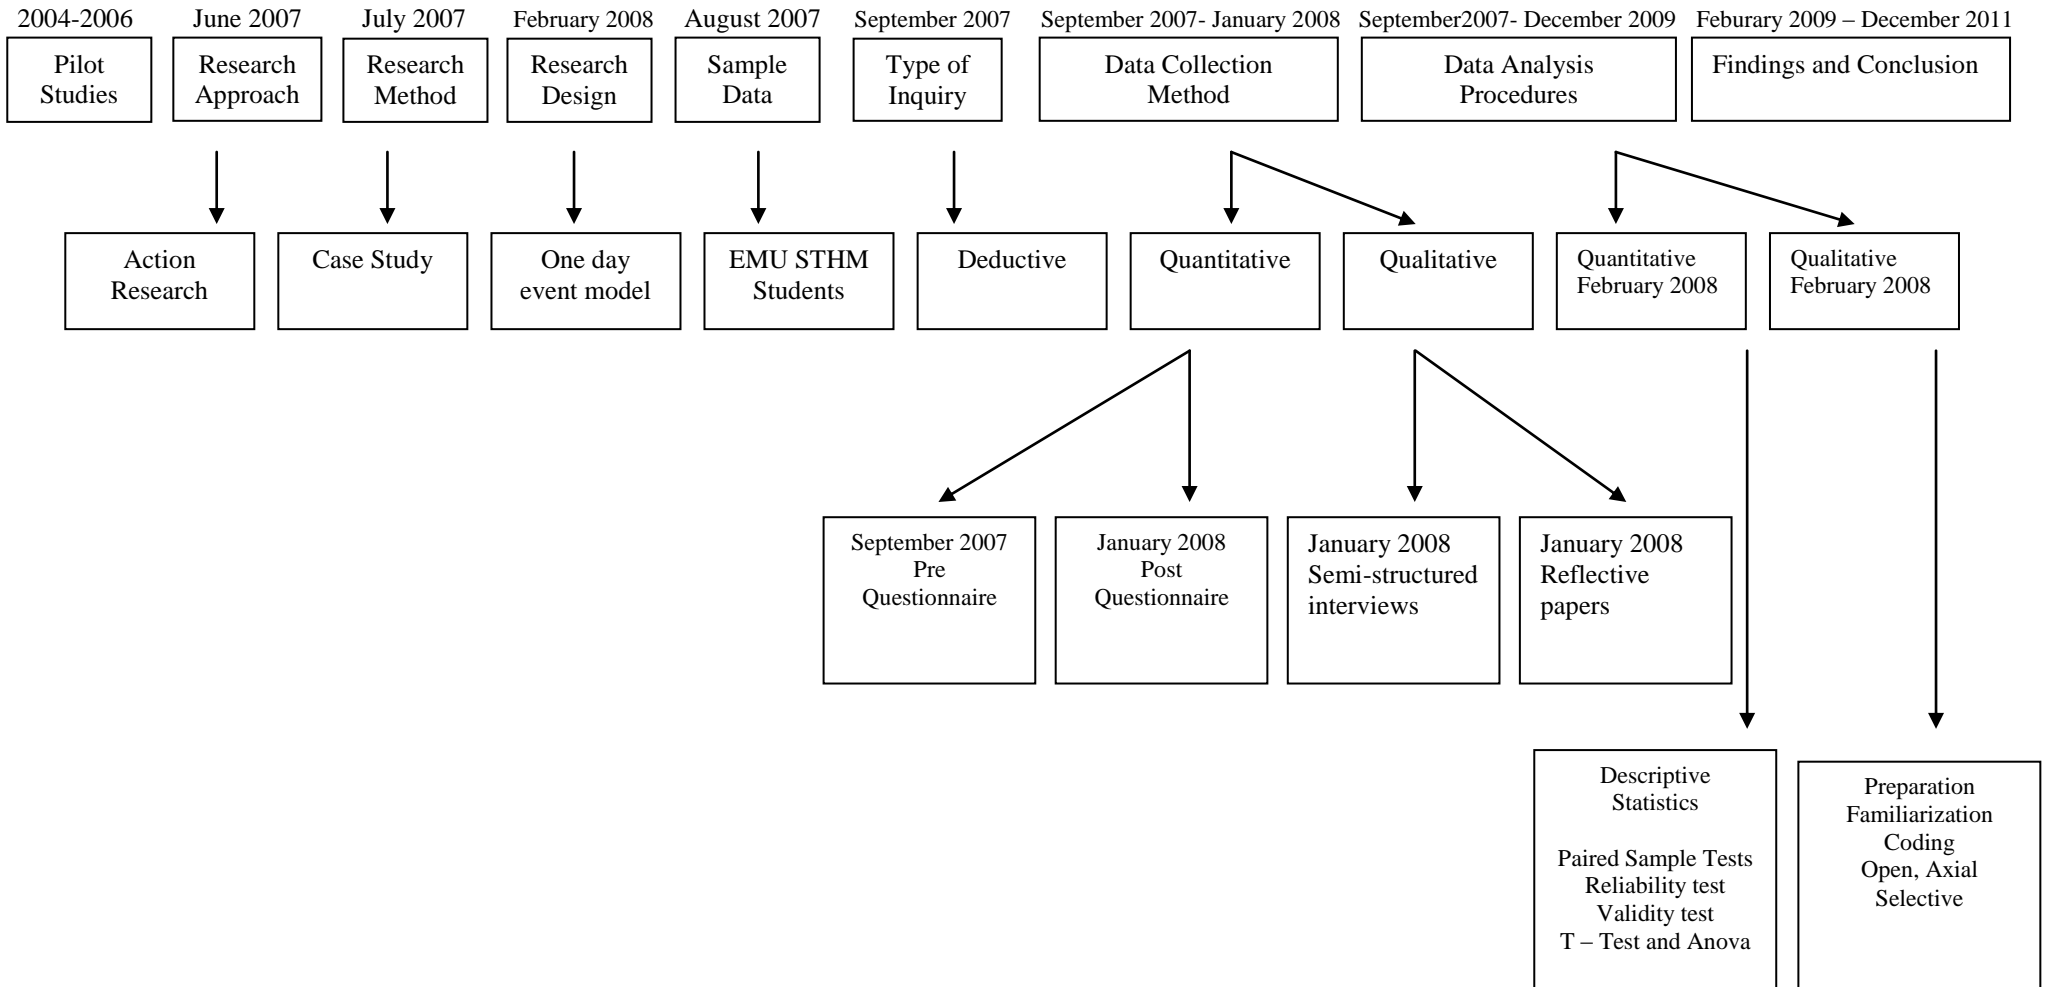 2004-2006
June 2007
July 2007
February 2008
August 2007
September 2007
September 2007- January 2008
September2007- December 2009
Feburary 2009 – December 2011
Pilot
Studies
Research
Approach
Research
Method
Research
Design
Sample
Data
Type of
Inquiry
Data Collection
Method
Data Analysis
Procedures
Findings and Conclusion
Action
Research
Case Study
One day
event model
EMU STHM
Students
Deductive
Quantitative
Qualitative
Quantitative
February 2008
Qualitative
February 2008
September 2007
Pre
Questionnaire
January 2008
Post
Questionnaire
January 2008
Semi-structured
interviews
January 2008
Reflective
papers
Descriptive
Statistics
Paired Sample Tests
Reliability test
Validity test
T – Test and Anova
Preparation
Familiarization
Coding
Open, Axial
Selective